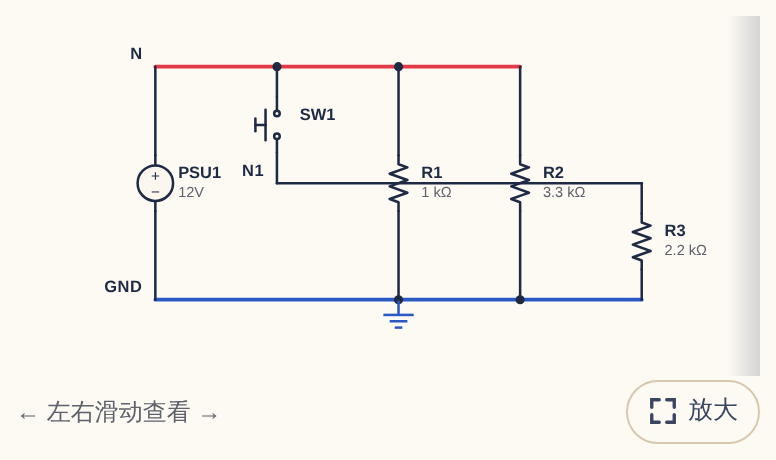 N
SW1
N1
+
−
PSU1
12V
R1
1 kΩ
R2
3.3 kΩ
R3
2.2 kΩ
GND
← 左右滑动查看 →
放大